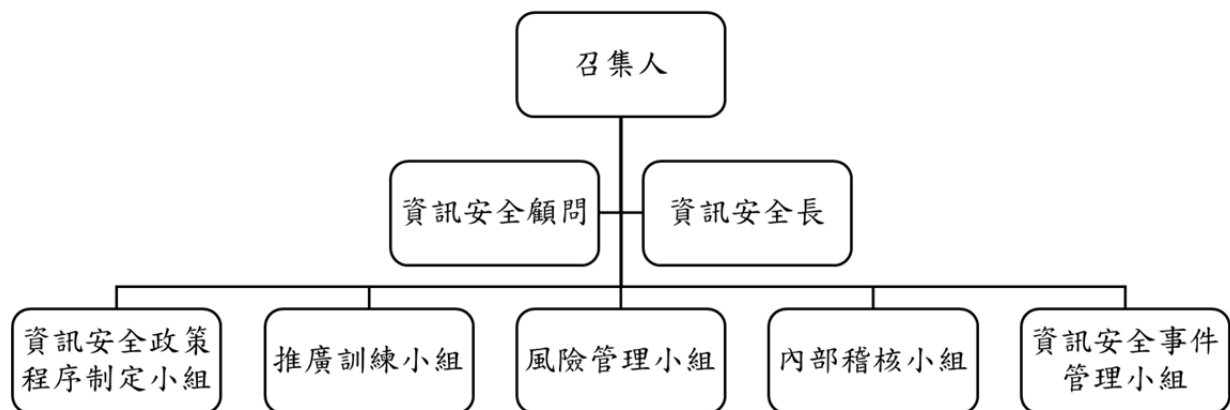 召集人
資訊安全顧問
資訊安全長
資訊安全政策
程序制定小組
推廣訓練小組
風險管理小組
內部稽核小組
資訊安全事件
管理小組